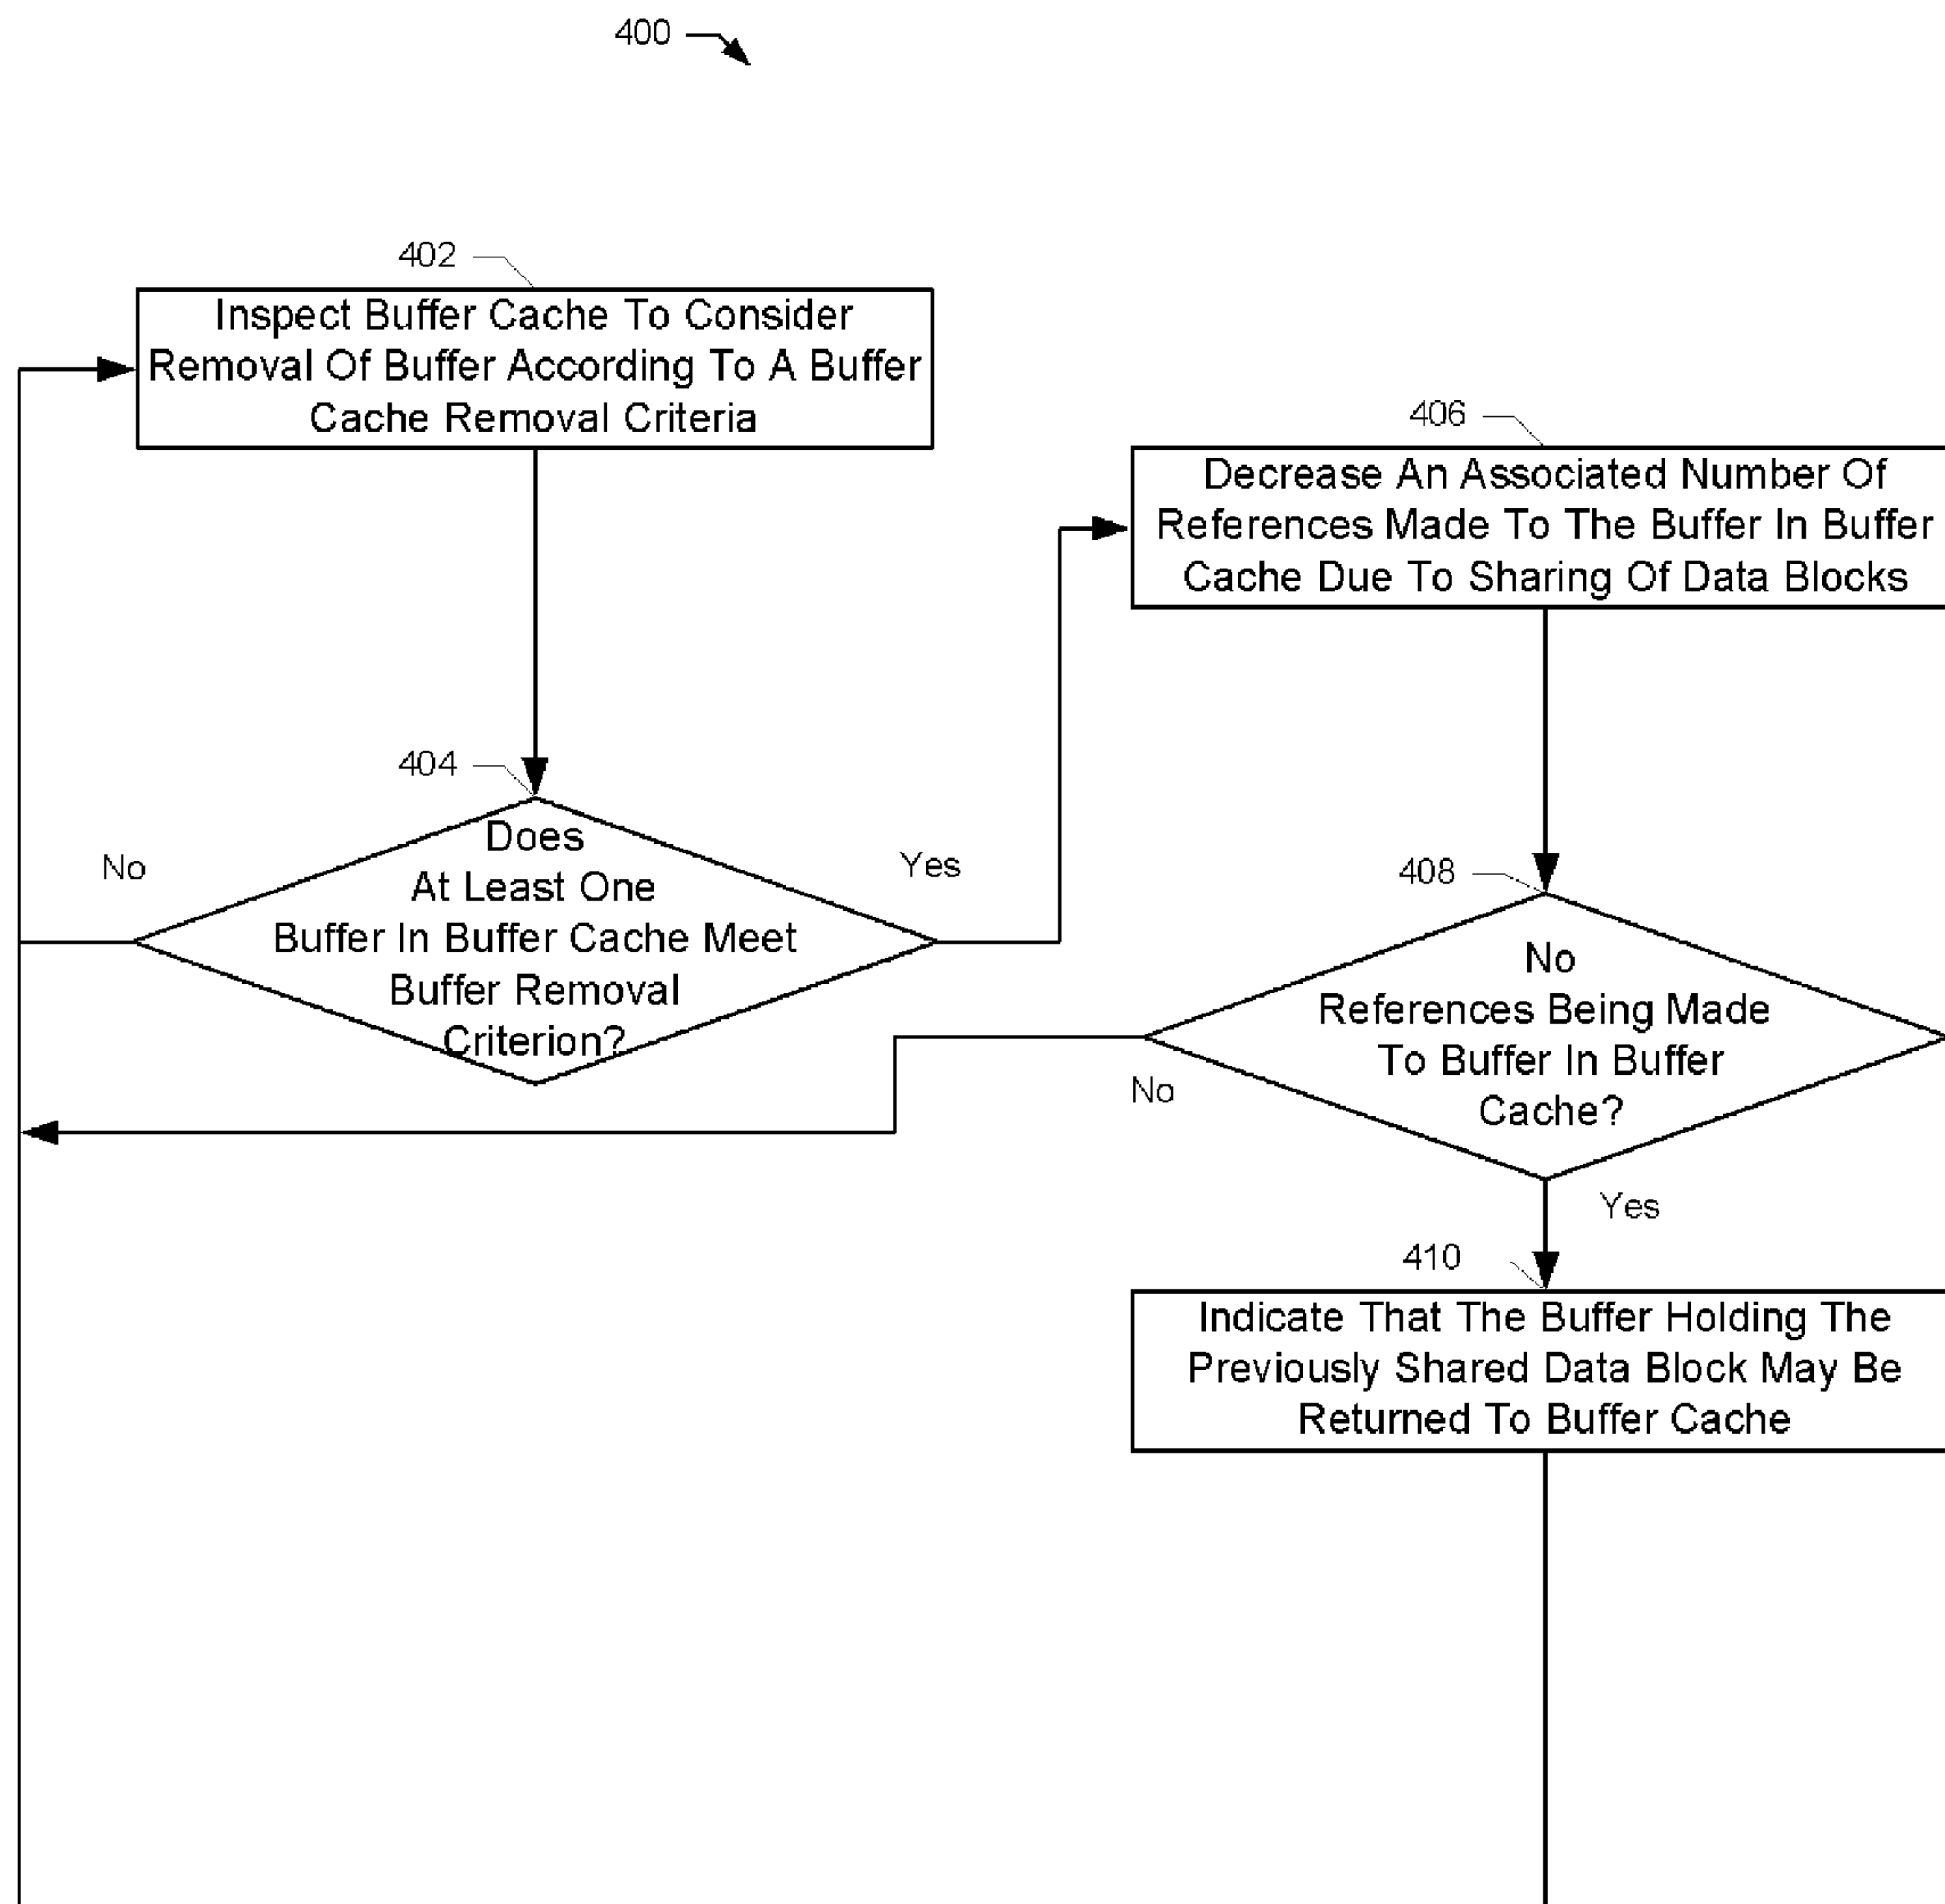 400
402
Inspect Buffer Cache To Consider
Removal Of Buffer According To A Buffer
Cache Removal Criteria
404
Does
At Least One
Buffer In Buffer Cache Meet
Buffer Removal
Criterion?
No
Yes
406
Decrease An Associated Number Of
References Made To The Buffer In Buffer
Cache Due To Sharing Of Data Blocks
408
No
References Being Made
To Buffer In Buffer
Cache?
No
Yes
410
Indicate That The Buffer Holding The
Previously Shared Data Block May Be
Returned To Buffer Cache